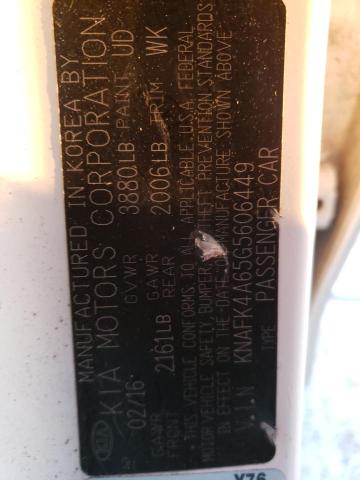 MANUFACTURED IN KOREA BY
KIA KIA MOTORS CORPORATION
02/16 GVWR 3880LB PAINT UD
GAWR FRONT 2161LB GAWR REAR 2006LB TRIM WK
THIS VEHICLE CONFORMS TO ALL APPLICABLE U.S.A. FEDERAL
MOTOR VEHICLE SAFETY, BUMPER, THEFT PREVENTION STANDARDS
IN EFFECT ON THE DATE OF MANUFACTURE SHOWN ABOVE
V.I.N KNAFK4A65G5606449
TYPE PASSENGER CAR
X76